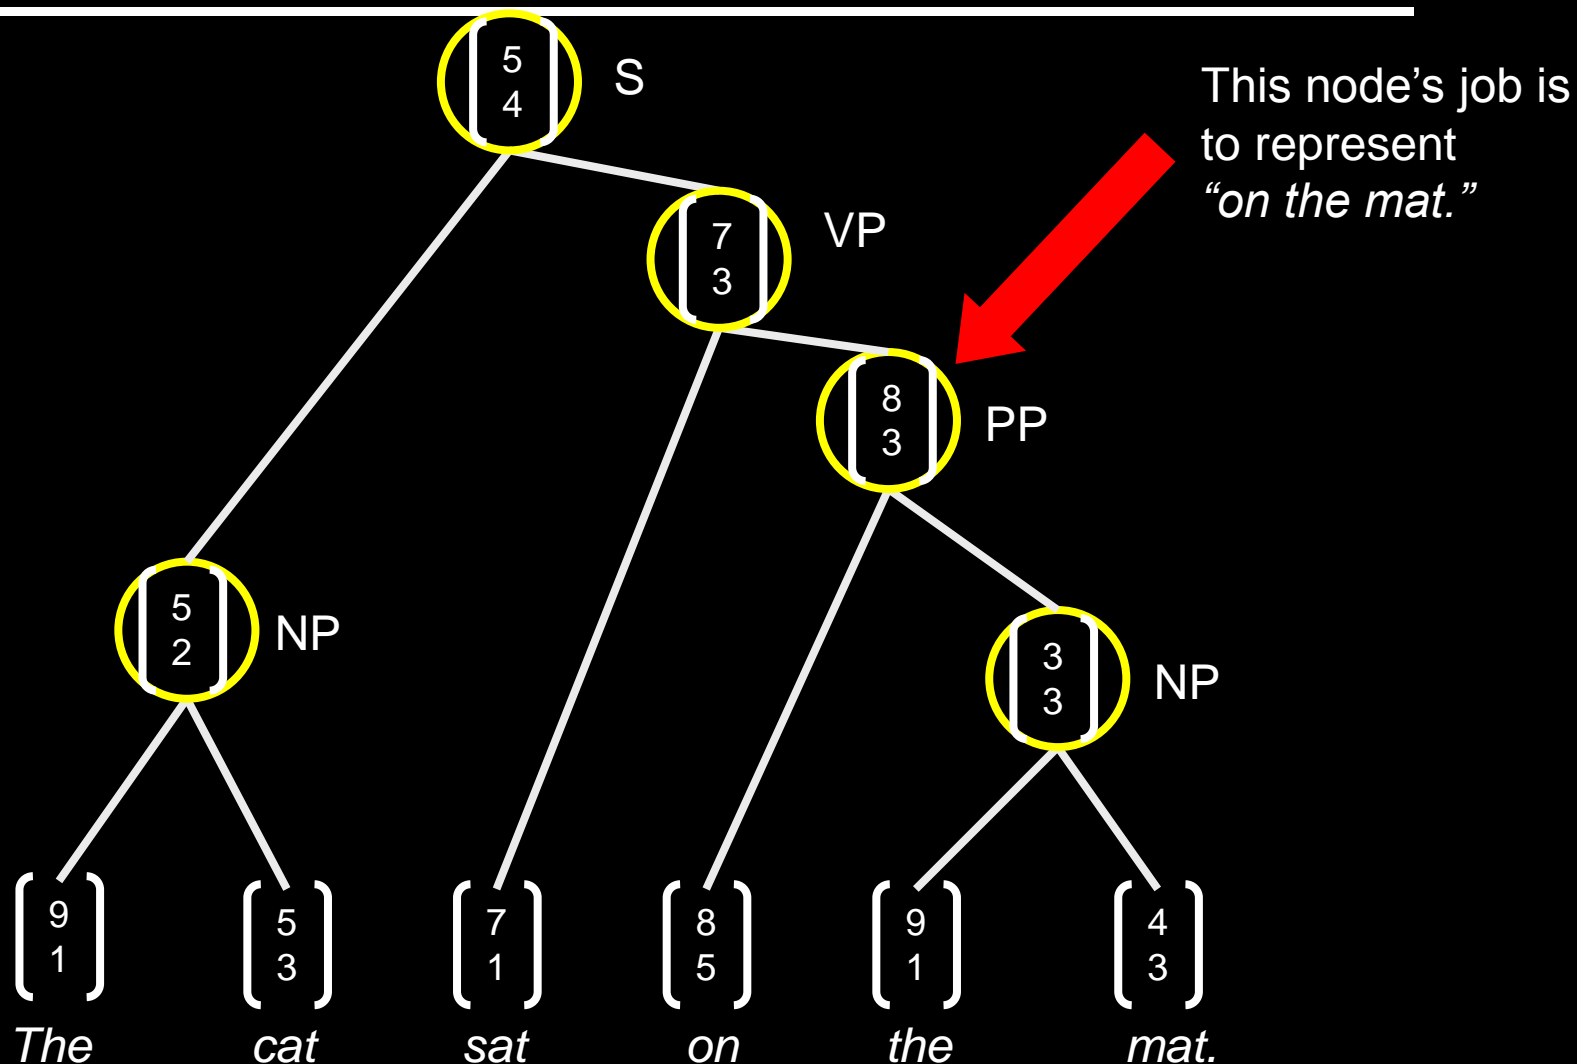 5
4
S
This node’s job is
to represent
“on the mat.”
7
3
VP
8
3
PP
5
2
NP
3
3
NP
9
1
5
3
7
1
8
5
9
1
4
3
The cat sat on the mat.